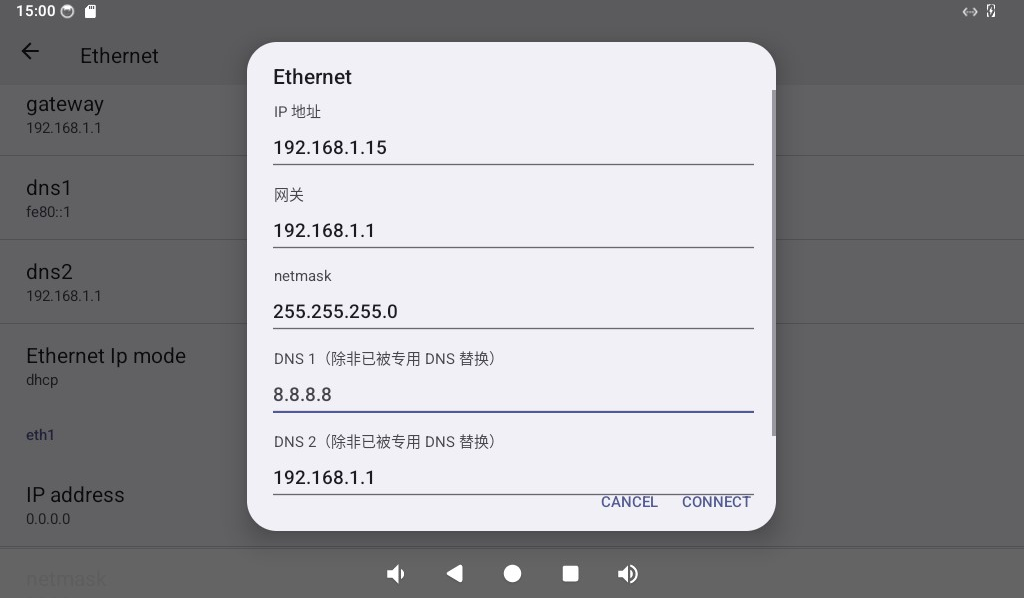 15:00
Ethernet
gateway
192.168.1.1
dns1
fe80::1
dns2
192.168.1.1
Ethernet Ip mode
dhcp
eth1
IP address
0.0.0.0
netmask
Ethernet
IP 地址
192.168.1.15
网关
192.168.1.1
netmask
255.255.255.0
DNS 1（除非已被专用 DNS 替换）
8.8.8.8
DNS 2（除非已被专用 DNS 替换）
192.168.1.1
CANCEL CONNECT